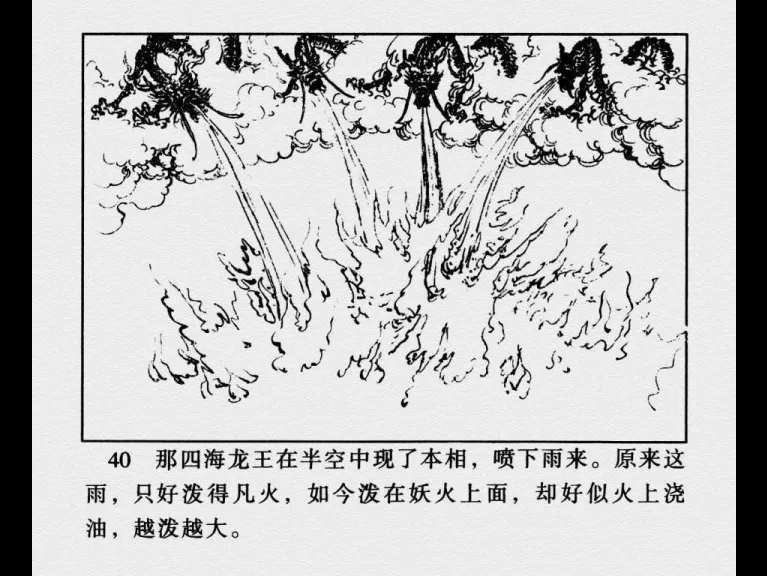 40 那四海龙王在半空中现了本相，喷下雨来。原来这
雨，只好泼得凡火，如今泼在妖火上面，却好似火上浇
油，越泼越大。